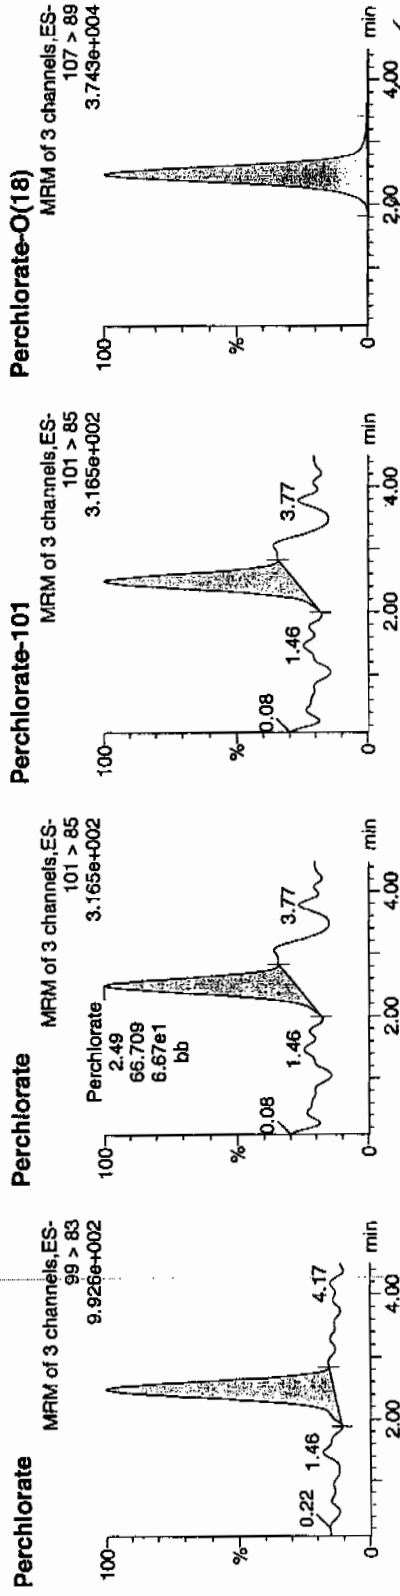 Perchlorate
MRM of 3 channels,ES-
99 > 83
9.926e+002
100
%
0
0.22
1.46
4.17
2.00
4.00
min
Perchlorate
MRM of 3 channels,ES-
101 > 85
3.165e+002
Perchlorate
2.49
66.709
6.67e1
bb
100
%
0
0.08
1.46
3.77
2.00
4.00
min
Perchlorate-101
MRM of 3 channels,ES-
101 > 85
3.165e+002
100
%
0
0.08
1.46
3.77
2.00
4.00
min
Perchlorate-O(18)
MRM of 3 channels,ES-
107 > 89
3.743e+004
100
%
0
2.00
4.00
min